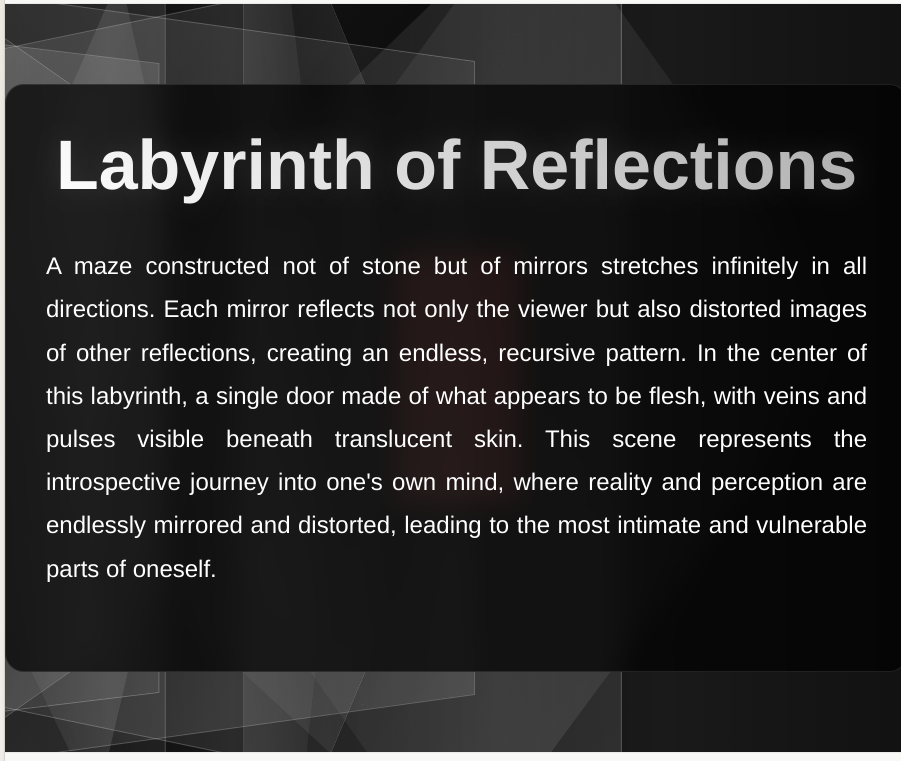 Labyrinth of Reflections
A maze constructed not of stone but of mirrors stretches infinitely in all
directions. Each mirror reflects not only the viewer but also distorted images
of other reflections, creating an endless, recursive pattern. In the center of
this labyrinth, a single door made of what appears to be flesh, with veins and
pulses visible beneath translucent skin. This scene represents the
introspective journey into one's own mind, where reality and perception are
endlessly mirrored and distorted, leading to the most intimate and vulnerable
parts of oneself.